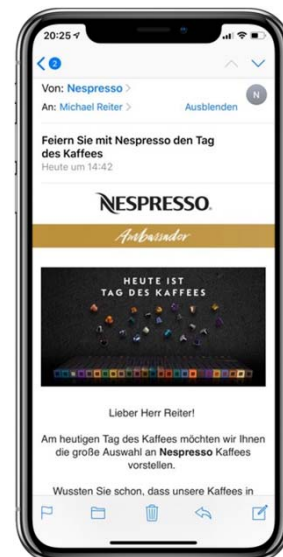 20:25
2
Von: Nespresso
N
An: Michael Reiter
Ausblenden
Feiern Sie mit Nespresso den Tag
des Kaffees
Heute um 14:42
NESPRESSO.
Ambassador
HEUTE IST
TAG DES KAFFEES
Lieber Herr Reiter!
Am heutigen Tag des Kaffees möchten wir Ihnen
die große Auswahl an Nespresso Kaffees
vorstellen.
Wussten Sie schon, dass unsere Kaffees in